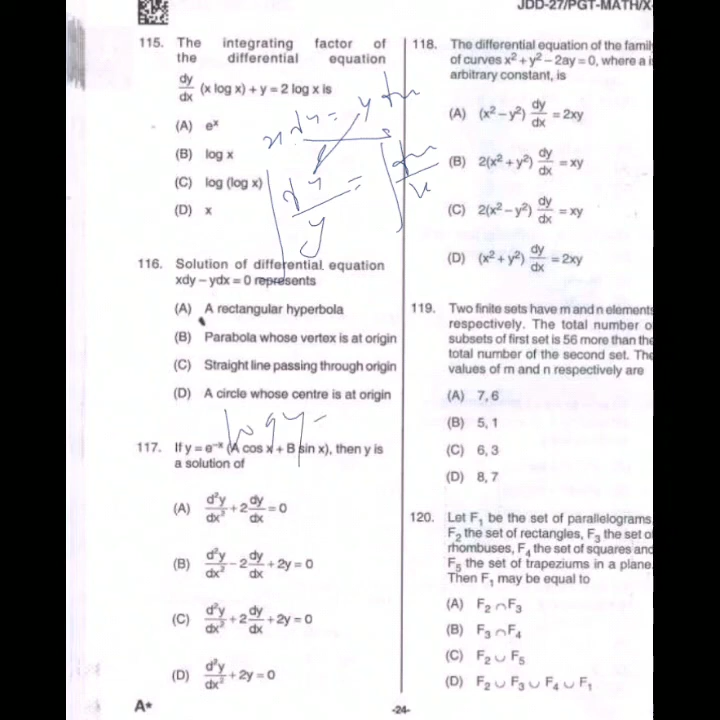 JDD-27/PGT-MATH/X-
115. The integrating factor of
the differential equation
dy/dx (x log x) + y = 2 log x is
(A) eˣ
(B) log x
(C) log (log x)
(D) x
116. Solution of differential equation
xdy – ydx = 0 represents
(A) A rectangular hyperbola
(B) Parabola whose vertex is at origin
(C) Straight line passing through origin
(D) A circle whose centre is at origin
117. If y = e⁻ˣ (A cos x + B sin x), then y is
a solution of
(A) d²y/dx² + 2 dy/dx = 0
(B) d²y/dx² – 2 dy/dx + 2y = 0
(C) d²y/dx² + 2 dy/dx + 2y = 0
(D) d²y/dx² + 2y = 0
x dy = y dx
∫ dy/y = ∫ dx/x
log y =
118. The differential equation of the famil
of curves x² + y² – 2ay = 0, where a i
arbitrary constant, is
(A) (x² – y²) dy/dx = 2xy
(B) 2(x² + y²) dy/dx = xy
(C) 2(x² – y²) dy/dx = xy
(D) (x² + y²) dy/dx = 2xy
119. Two finite sets have m and n elements
respectively. The total number o
subsets of first set is 56 more than the
total number of the second set. The
values of m and n respectively are
(A) 7, 6
(B) 5, 1
(C) 6, 3
(D) 8, 7
120. Let F₁ be the set of parallelograms,
F₂ the set of rectangles, F₃ the set o
rhombuses, F₄ the set of squares and
F₅ the set of trapeziums in a plane.
Then F₁ may be equal to
(A) F₂ ∩ F₃
(B) F₃ ∩ F₄
(C) F₂ ∪ F₅
(D) F₂ ∪ F₃ ∪ F₄ ∪ F₁
A*
-24-